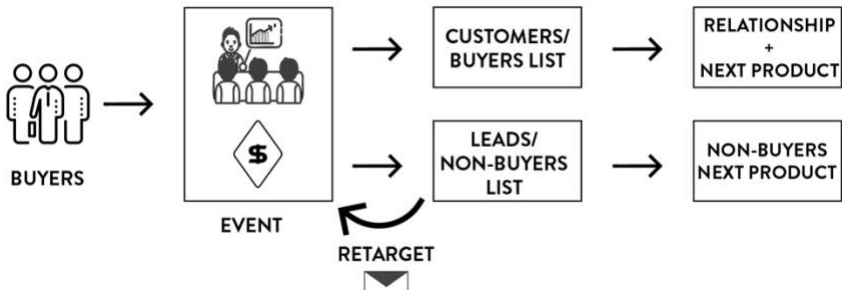 BUYERS
$
EVENT
CUSTOMERS/
BUYERS LIST
RELATIONSHIP
+
NEXT PRODUCT
LEADS/
NON-BUYERS
LIST
NON-BUYERS
NEXT PRODUCT
RETARGET